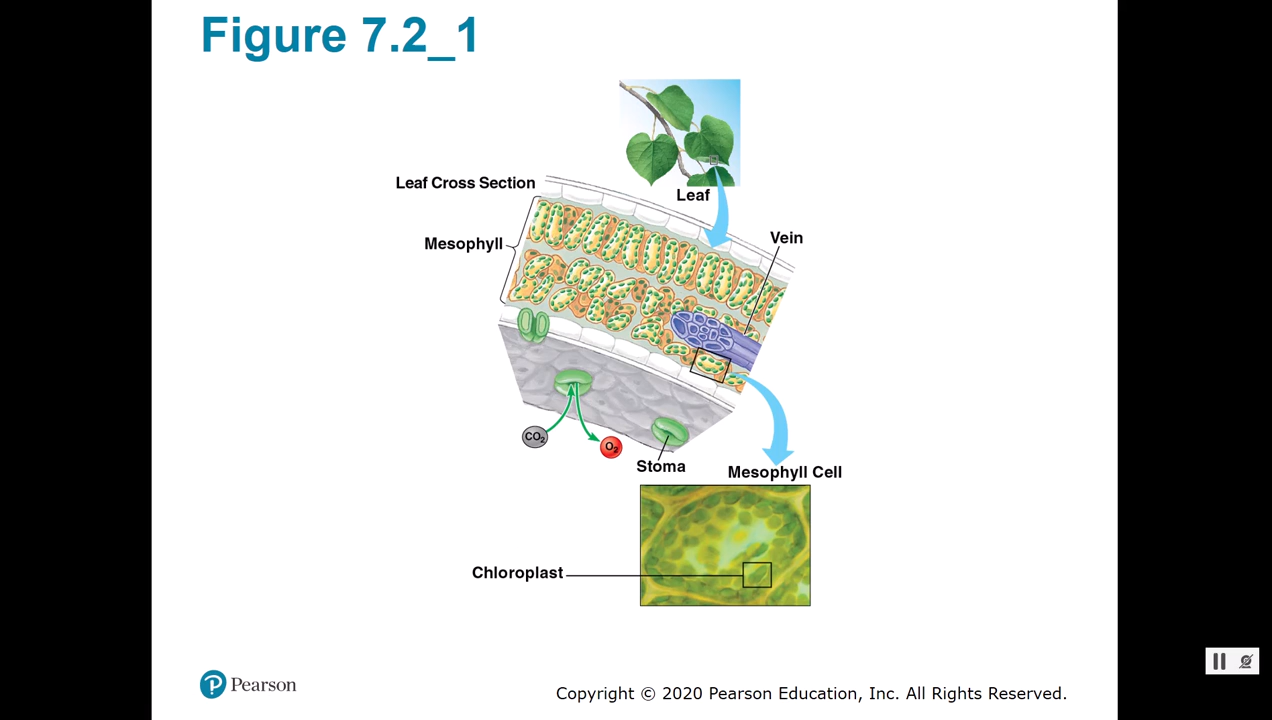 Figure 7.2_1
Leaf Cross Section
Leaf
Mesophyll
Vein
CO₂
O₂
Stoma
Mesophyll Cell
Chloroplast
Pearson
Copyright © 2020 Pearson Education, Inc. All Rights Reserved.